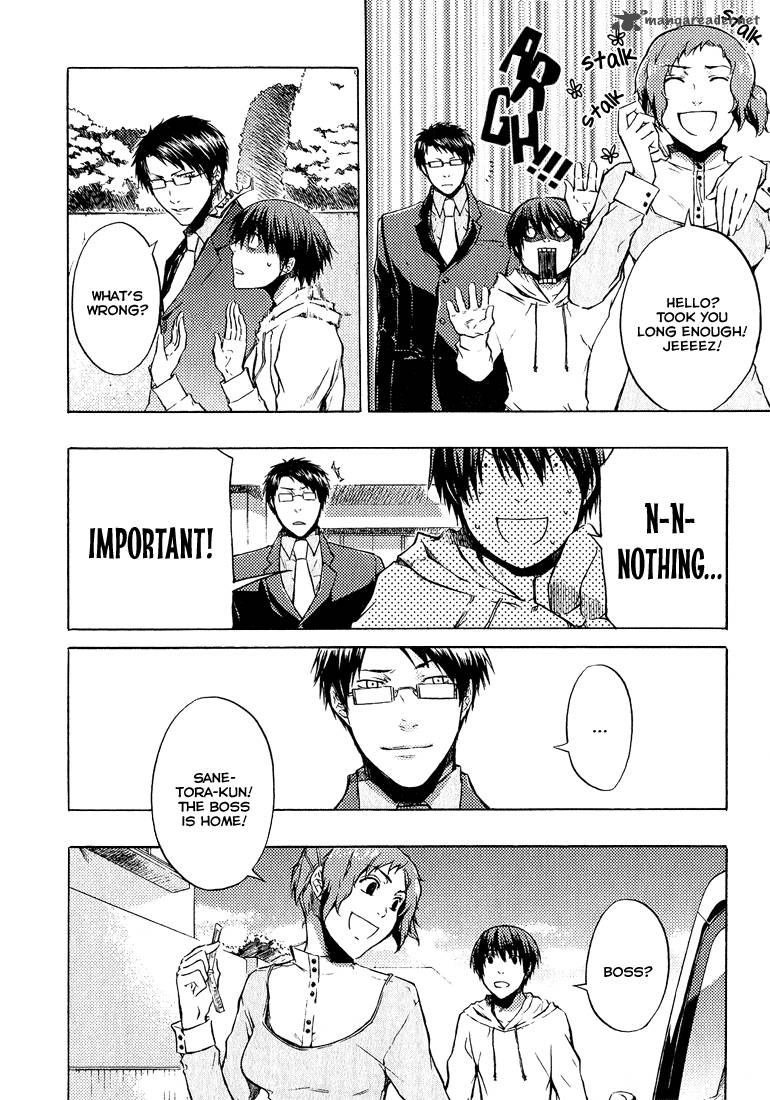 mangareader.net
stalk
stalk
stalk
ARGH!!!
HELLO?
TOOK YOU
LONG ENOUGH!
JEEEEZ!
WHAT'S
WRONG?
N-N-
NOTHING...
IMPORTANT!
...
SANE-
TORA-KUN!
THE BOSS
IS HOME!
BOSS?